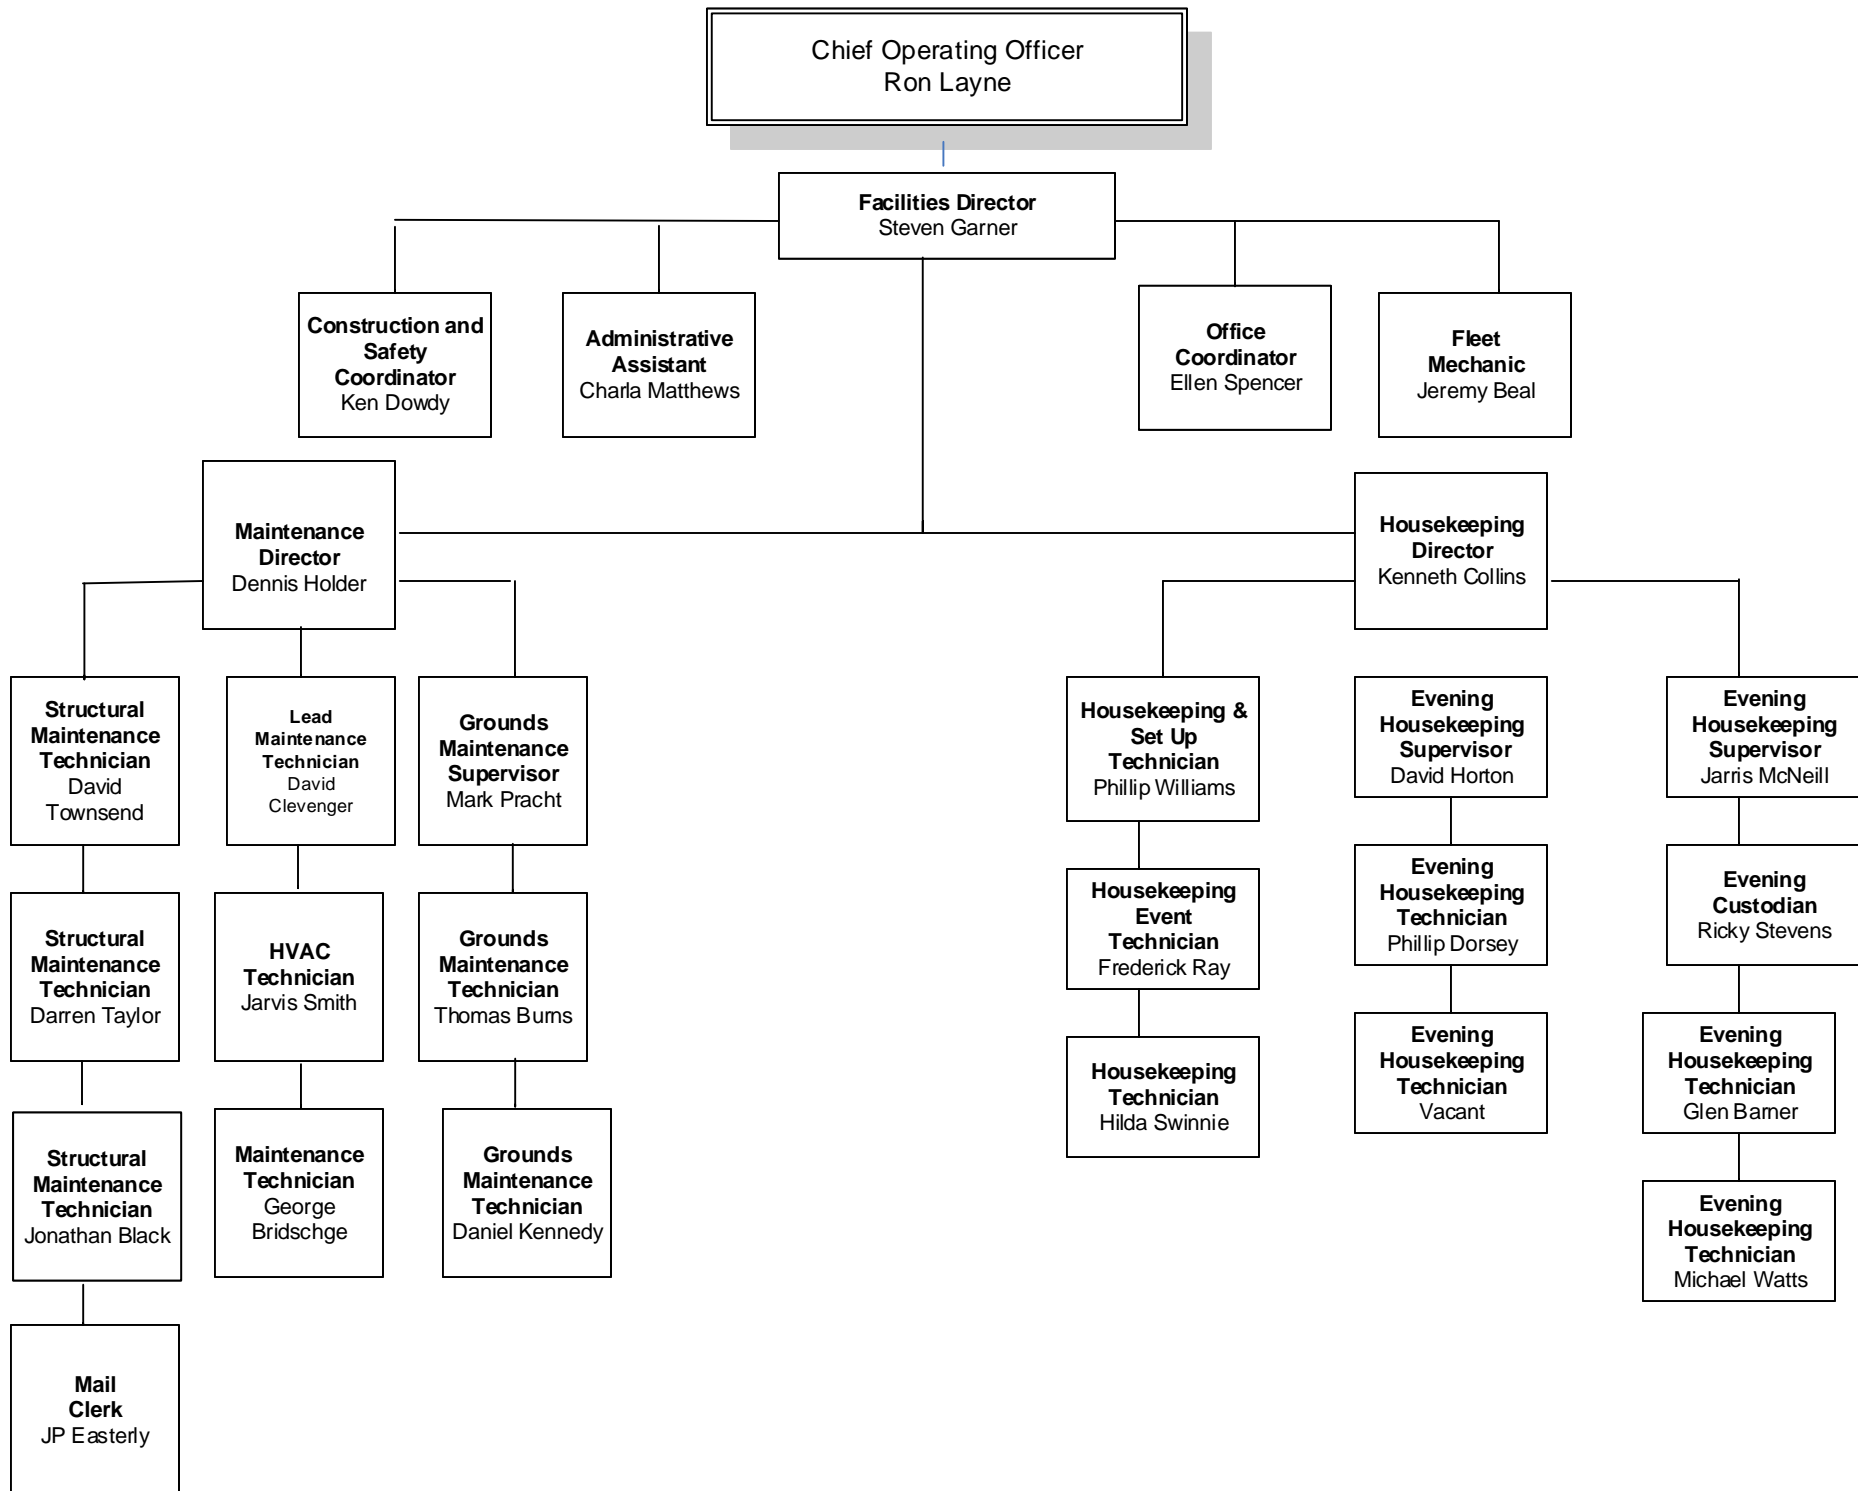 Chief Operating Officer
Ron Layne
Facilities Director
Steven Garner
Construction and
Safety
Coordinator
Ken Dowdy
Administrative
Assistant
Charla Matthews
Office
Coordinator
Ellen Spencer
Fleet
Mechanic
Jeremy Beal
Maintenance
Director
Dennis Holder
Housekeeping
Director
Kenneth Collins
Structural
Maintenance
Technician
David
Townsend
Lead
Maintenance
Technician
David
Clevenger
Grounds
Maintenance
Supervisor
Mark Pracht
Housekeeping &
Set Up
Technician
Phillip Williams
Evening
Housekeeping
Supervisor
David Horton
Evening
Housekeeping
Supervisor
Jarris McNeill
Structural
Maintenance
Technician
Darren Taylor
HVAC
Technician
Jarvis Smith
Grounds
Maintenance
Technician
Thomas Burns
Housekeeping
Event
Technician
Frederick Ray
Evening
Housekeeping
Technician
Phillip Dorsey
Evening
Custodian
Ricky Stevens
Structural
Maintenance
Technician
Jonathan Black
Maintenance
Technician
George
Bridschge
Grounds
Maintenance
Technician
Daniel Kennedy
Housekeeping
Technician
Hilda Swinnie
Evening
Housekeeping
Technician
Vacant
Evening
Housekeeping
Technician
Glen Barner
Evening
Housekeeping
Technician
Michael Watts
Mail
Clerk
JP Easterly